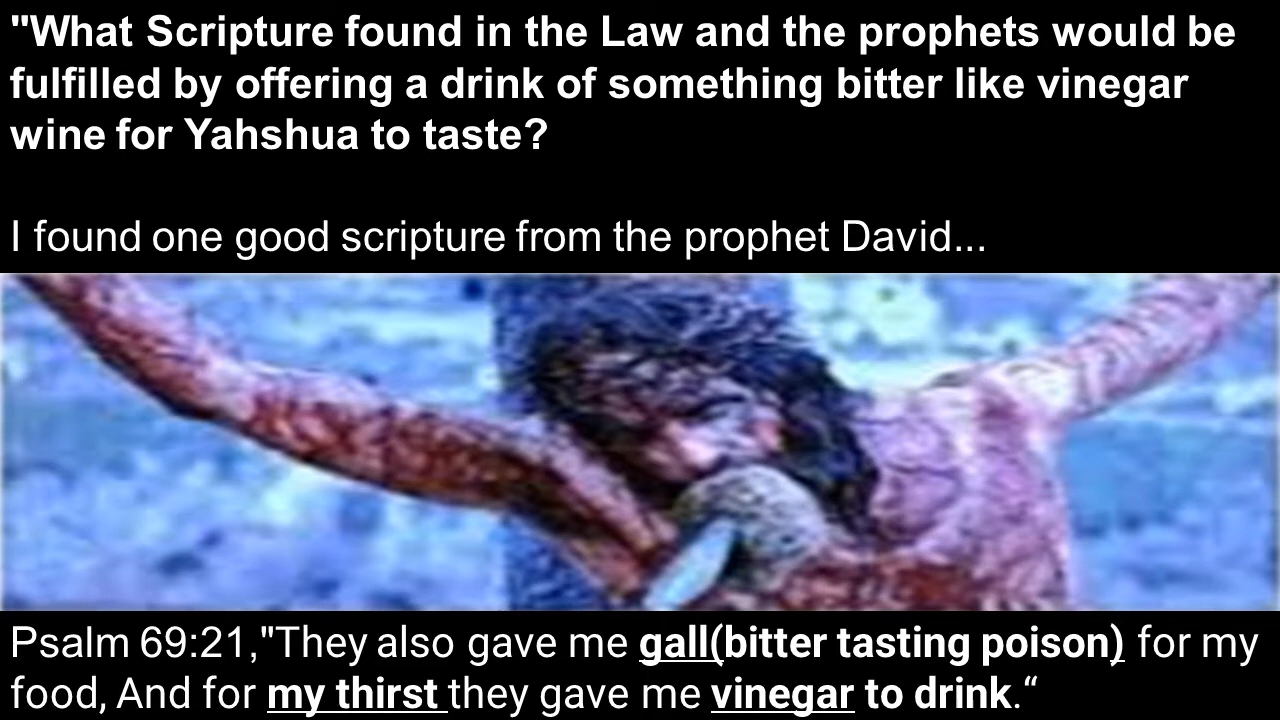 "What Scripture found in the Law and the prophets would be
fulfilled by offering a drink of something bitter like vinegar
wine for Yahshua to taste?
I found one good scripture from the prophet David...
Psalm 69:21,"They also gave me gall(bitter tasting poison) for my
food, And for my thirst they gave me vinegar to drink.“